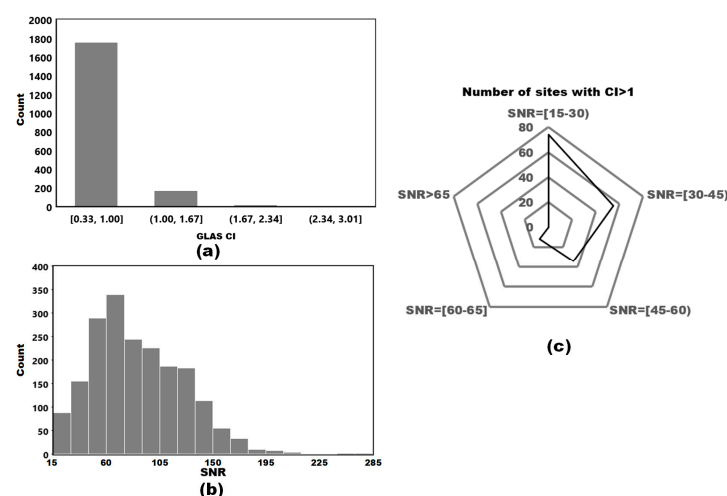 2000
1800
1600
1400
1200
1000
800
600
400
200
0
Count
[0.33, 1.00] (1.00, 1.67] (1.67, 2.34] (2.34, 3.01]
GLAS CI
(a)
400
350
300
250
200
150
100
50
0
Count
15 60 105 150 195 225 285
SNR
(b)
Number of sites with CI>1
SNR=[15-30)
80
60
40
20
0
SNR>65
SNR=[30-45)
SNR=[60-65]
SNR=[45-60)
(c)